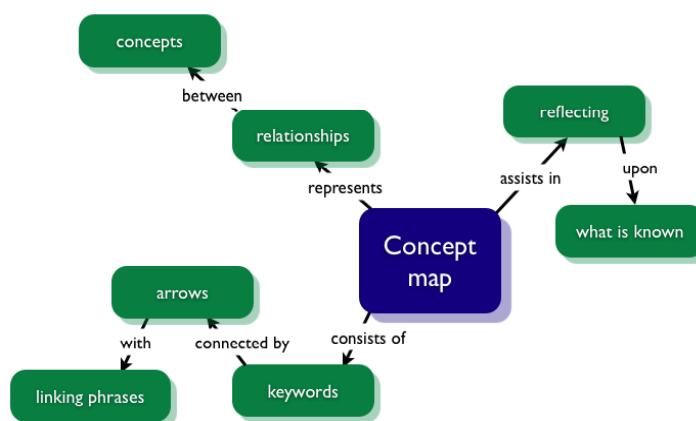 concepts
between
relationships
represents
reflecting
assists in
upon
what is known
Concept
map
arrows
consists of
with
connected by
linking phrases
keywords